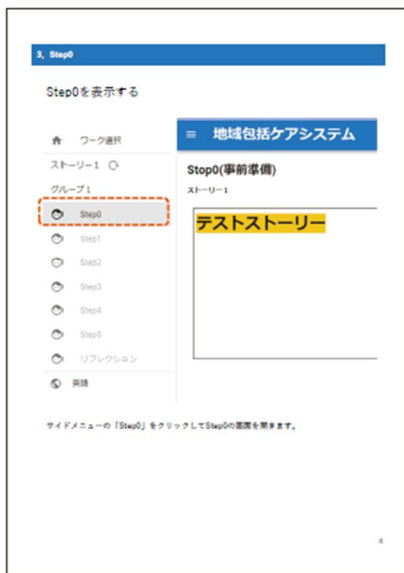 3、Step0
Step0を表示する
ワーク選択
ストーリー1
グループ1
Step0
Step1
Step2
Step3
Step4
Step5
リフレクション
英語
≡ 地域包括ケアシステム
Stop0(事前準備)
ストーリー1
テストストーリー
サイドメニューの「Step0」をクリックしてStep0の画面を開きます。
4